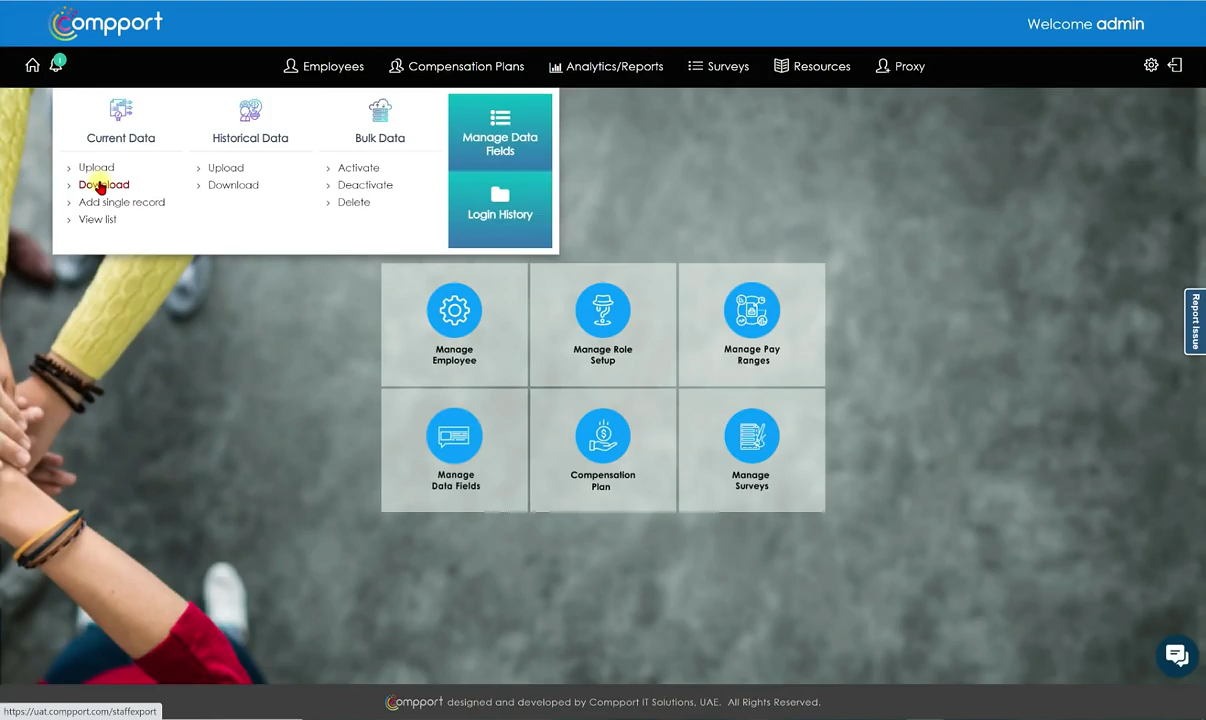 compport
Welcome admin
1
Employees
Compensation Plans
Analytics/Reports
Surveys
Resources
Proxy
Current Data
Upload
Download
Add single record
View list
Historical Data
Upload
Download
Bulk Data
Activate
Deactivate
Delete
Manage Data
Fields
Login History
Manage
Employee
Manage Role
Setup
Manage Pay
Ranges
Manage
Data Fields
Compensation
Plan
Manage
Surveys
Report Issue
compport designed and developed by Compport IT Solutions, UAE. All Rights Reserved.
https://uat.compport.com/staffexport